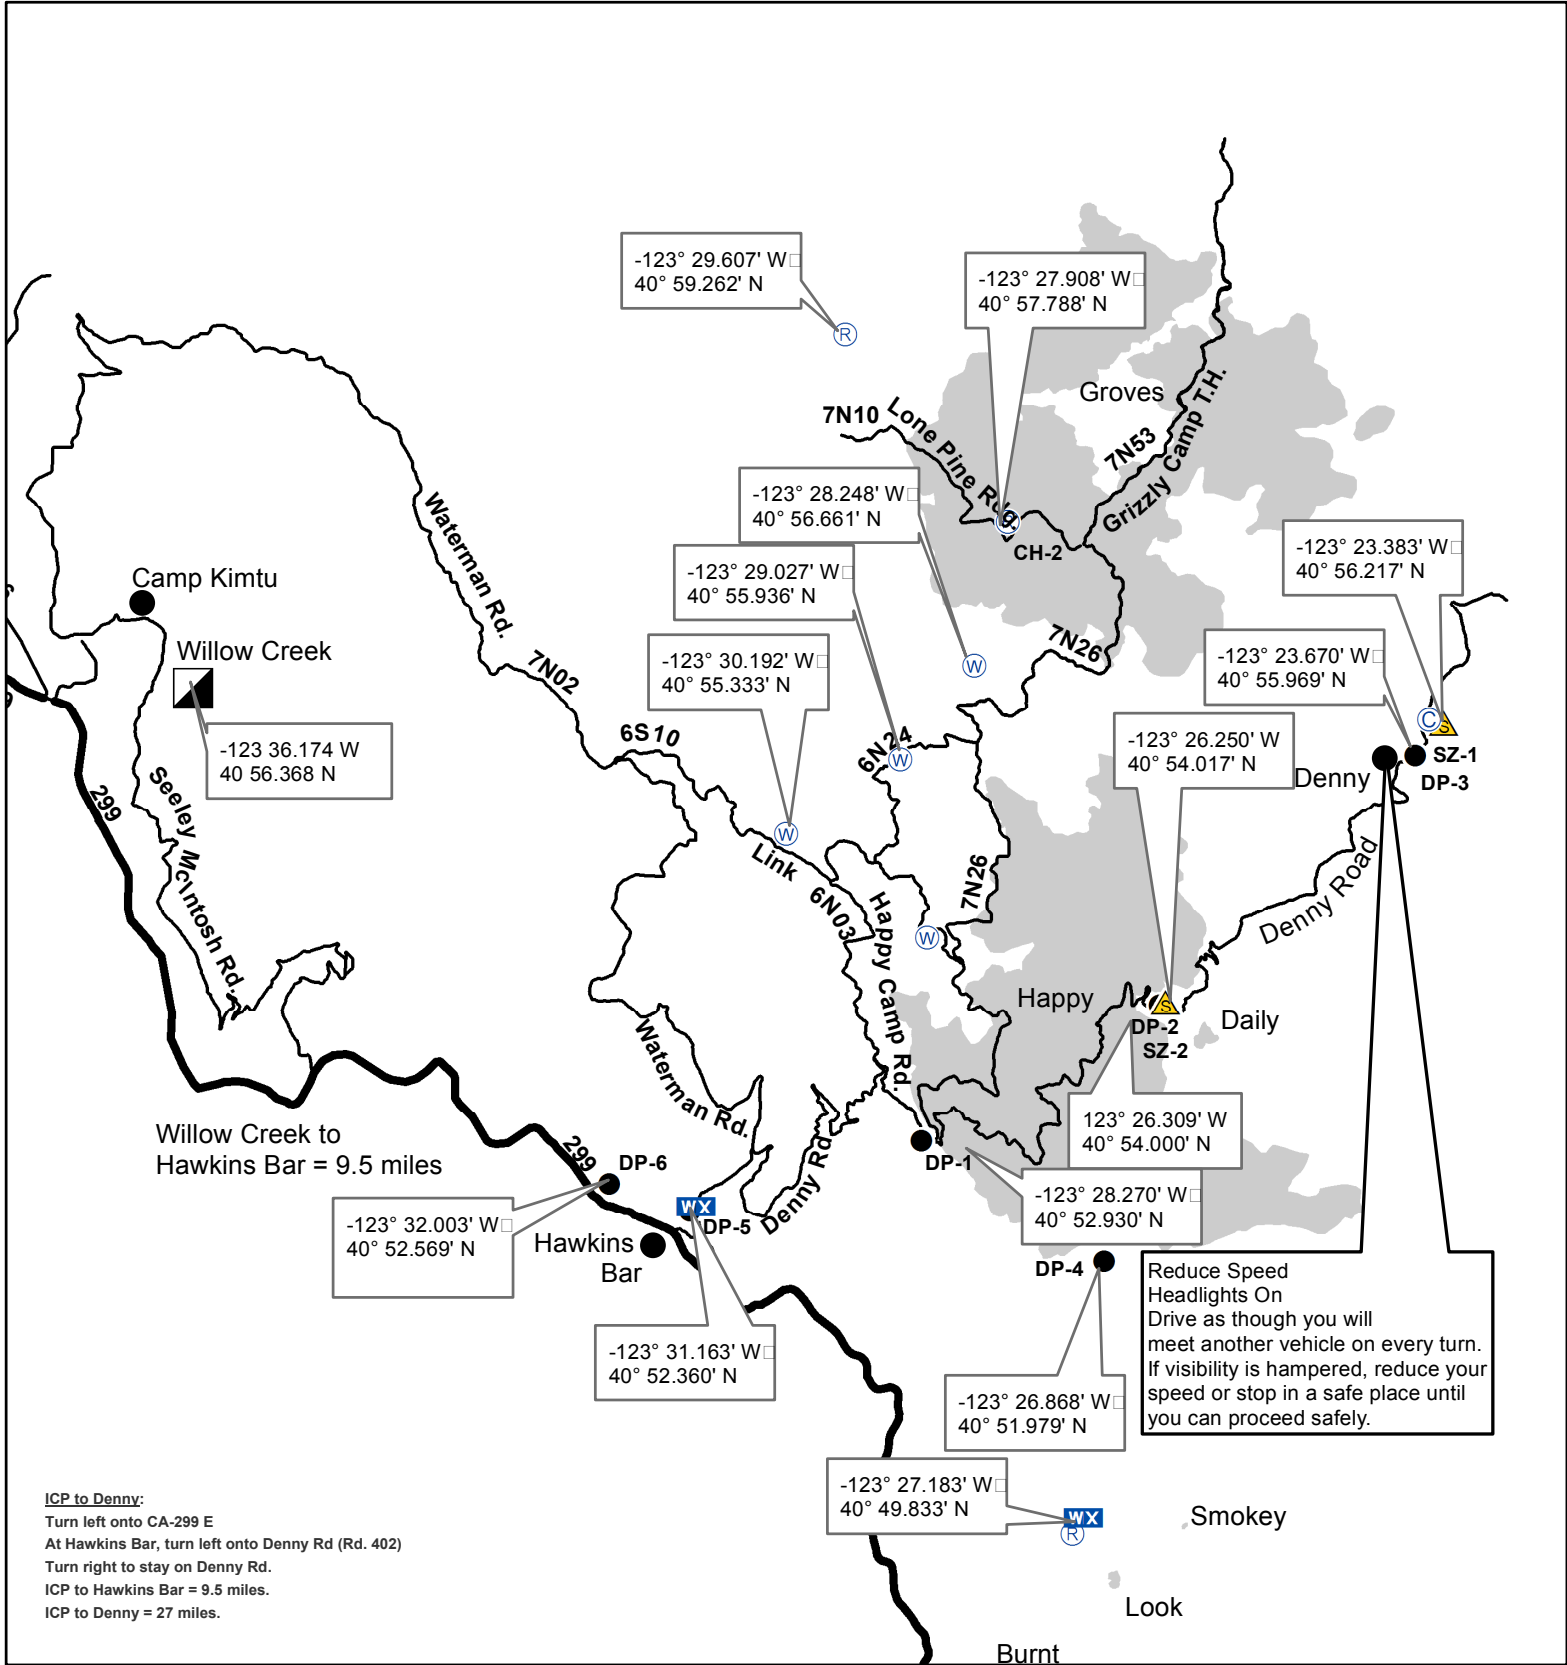 -123° 29.607' W
40° 59.262' N
-123° 27.908' W
40° 57.788' N
R
Groves
7N10
Lone Pine Rd.
7N53
Grizzly Camp T.H.
-123° 28.248' W
40° 56.661' N
CH-2
-123° 23.383' W
40° 56.217' N
Waterman Rd.
-123° 29.027' W
40° 55.936' N
Camp Kimtu
Willow Creek
7N02
-123° 30.192' W
40° 55.333' N
W
7N26
-123° 23.670' W
40° 55.969' N
-123 36.174 W
40 56.368 N
6S10
6N24
W
-123° 26.250' W
40° 54.017' N
C
S
SZ-1
Denny
DP-3
299
Seeley McIntosh Rd.
W
Link
6N03
Happy Camp Rd.
7N26
W
Denny Road
Happy
S
DP-2
SZ-2
Daily
Waterman Rd.
123° 26.309' W
40° 54.000' N
Willow Creek to
Hawkins Bar = 9.5 miles
299
DP-6
DP-1
Denny Rd
-123° 28.270' W
40° 52.930' N
-123° 32.003' W
40° 52.569' N
WX
DP-5
Hawkins
Bar
DP-4
Reduce Speed
Headlights On
Drive as though you will
meet another vehicle on every turn.
If visibility is hampered, reduce your
speed or stop in a safe place until
you can proceed safely.
-123° 31.163' W
40° 52.360' N
-123° 26.868' W
40° 51.979' N
-123° 27.183' W
40° 49.833' N
WX
R
Smokey
Look
Burnt
ICP to Denny:
Turn left onto CA-299 E
At Hawkins Bar, turn left onto Denny Rd (Rd. 402)
Turn right to stay on Denny Rd.
ICP to Hawkins Bar = 9.5 miles.
ICP to Denny = 27 miles.